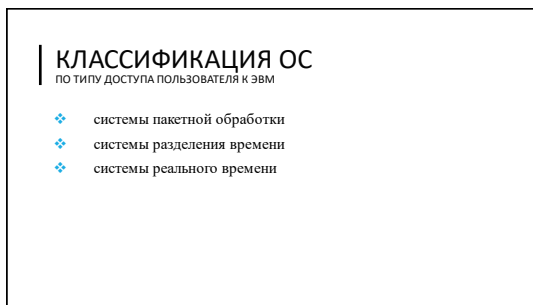 КЛАССИФИКАЦИЯ ОС
ПО ТИПУ ДОСТУПА ПОЛЬЗОВАТЕЛЯ К ЭВМ
системы пакетной обработки
системы разделения времени
системы реального времени